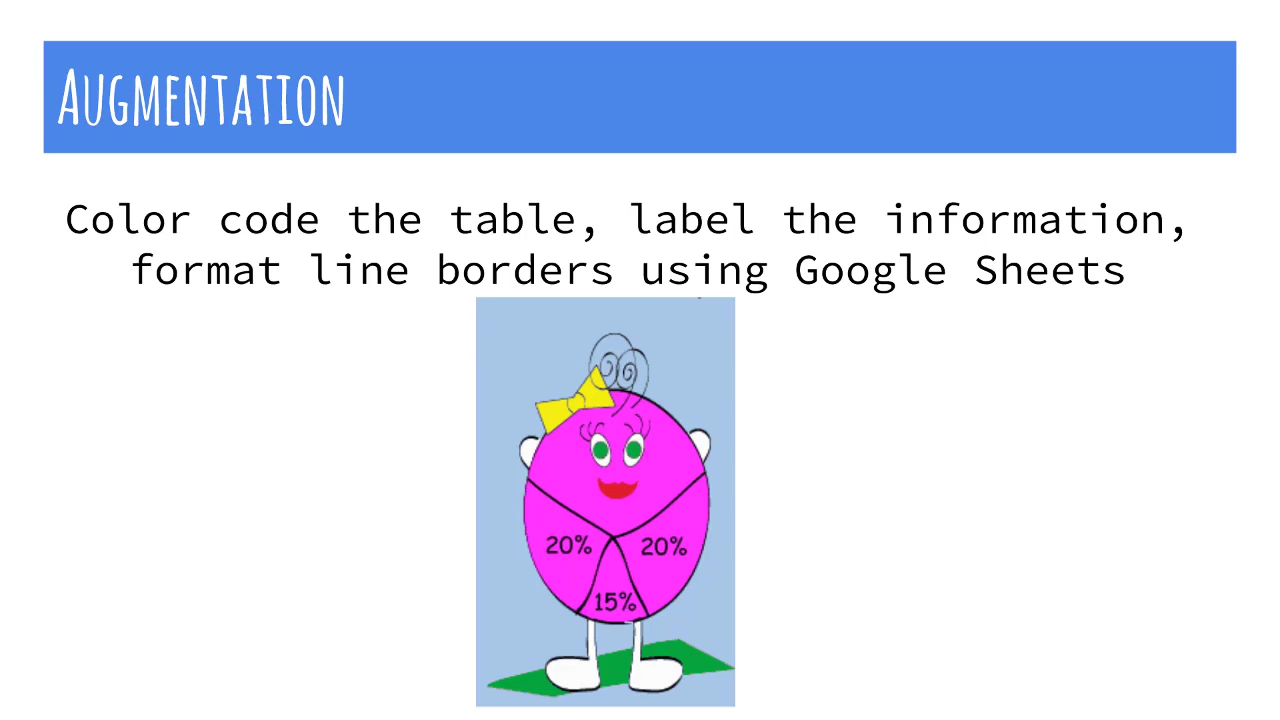 AUGMENTATION
Color code the table, label the information,
format line borders using Google Sheets
20% 20%
15%